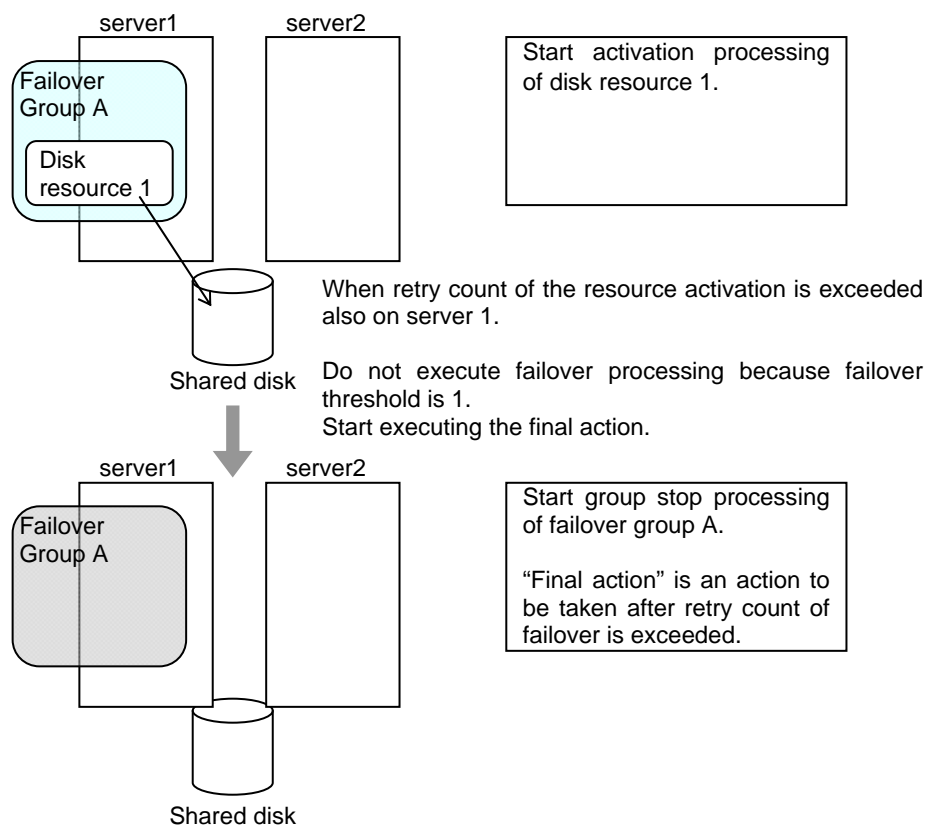 server1
server2
Failover
Group A
Disk
resource 1
Start activation processing
of disk resource 1.
Shared disk
When retry count of the resource activation is exceeded
also on server 1.
Do not execute failover processing because failover
threshold is 1.
Start executing the final action.
server1
server2
Failover
Group A
Start group stop processing
of failover group A.
“Final action” is an action to
be taken after retry count of
failover is exceeded.
Shared disk